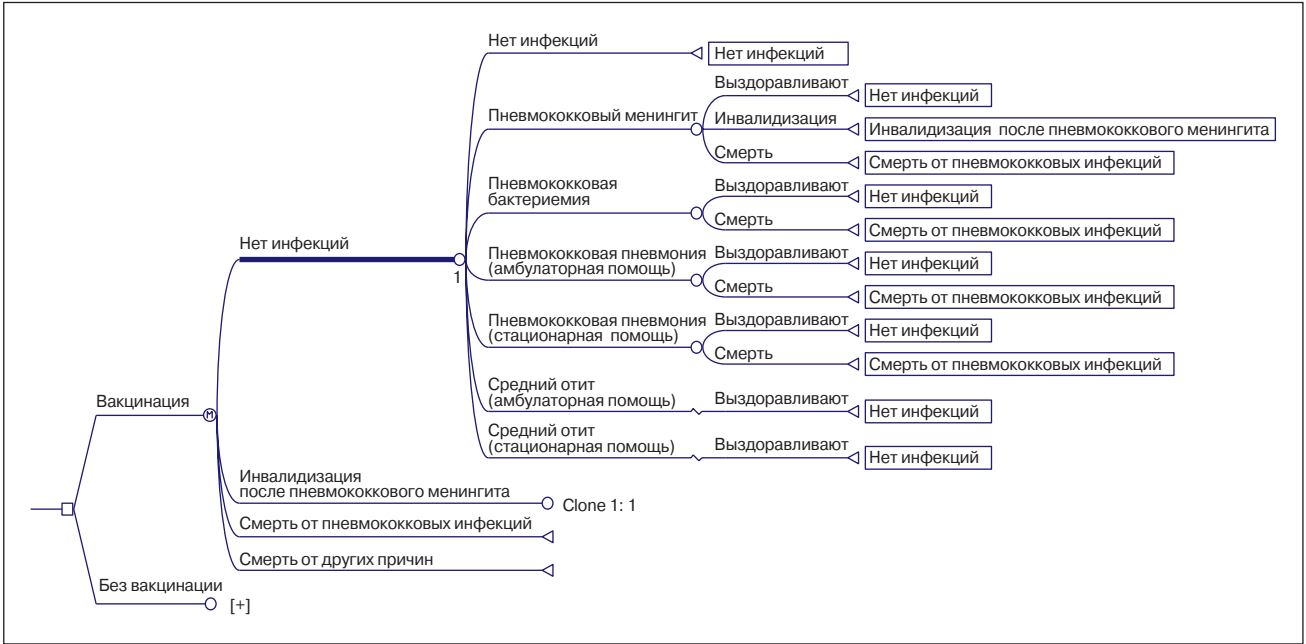 Нет инфекций
Нет инфекций
Выздоравливают
Нет инфекций
Пневмококковый менингит
Инвалидизация
Инвалидизация после пневмококкового менингита
Смерть
Смерть от пневмококковых инфекций
Пневмококковая
бактериемия
Выздоравливают
Нет инфекций
Смерть
Смерть от пневмококковых инфекций
Нет инфекций
1
Пневмококковая пневмония
(амбулаторная помощь)
Выздоравливают
Нет инфекций
Смерть
Смерть от пневмококковых инфекций
Пневмококковая пневмония
(стационарная помощь)
Выздоравливают
Нет инфекций
Смерть
Смерть от пневмококковых инфекций
Средний отит
(амбулаторная помощь)
Выздоравливают
Нет инфекций
Средний отит
(стационарная помощь)
Выздоравливают
Нет инфекций
Вакцинация
M
Инвалидизация
после пневмококкового менингита
Clone 1: 1
Смерть от пневмококковых инфекций
Смерть от других причин
Без вакцинации
[+]